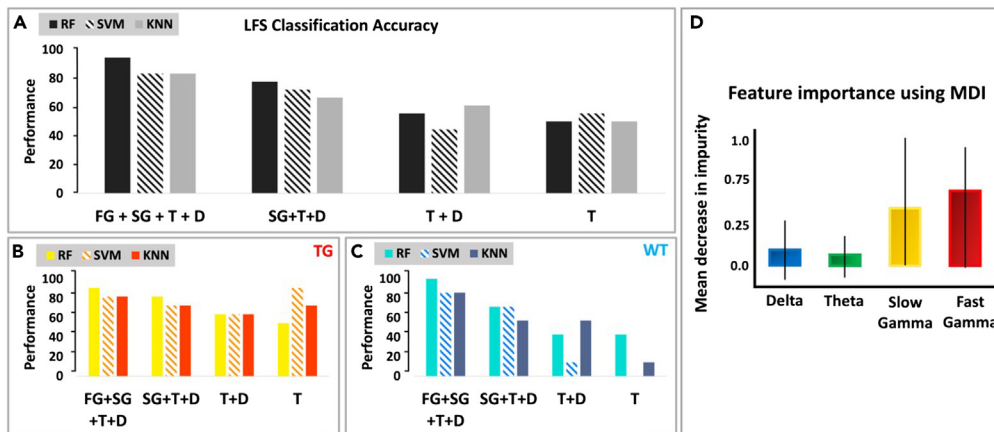 A
RF SVM KNN
LFS Classification Accuracy
Performance
100
80
60
40
20
0
FG + SG + T + D
SG+T+D
T + D
T
B
RF SVM KNN
TG
Performance
100
80
60
40
20
0
FG+SG
+T+D
SG+T+D
T+D
T
C
RF SVM KNN
WT
Performance
100
80
60
40
20
0
FG+SG
+T+D
SG+T+D
T+D
T
D
Feature importance using MDI
Mean decrease in impurity
1.0
0.75
0.25
0.0
Delta
Theta
Slow
Gamma
Fast
Gamma